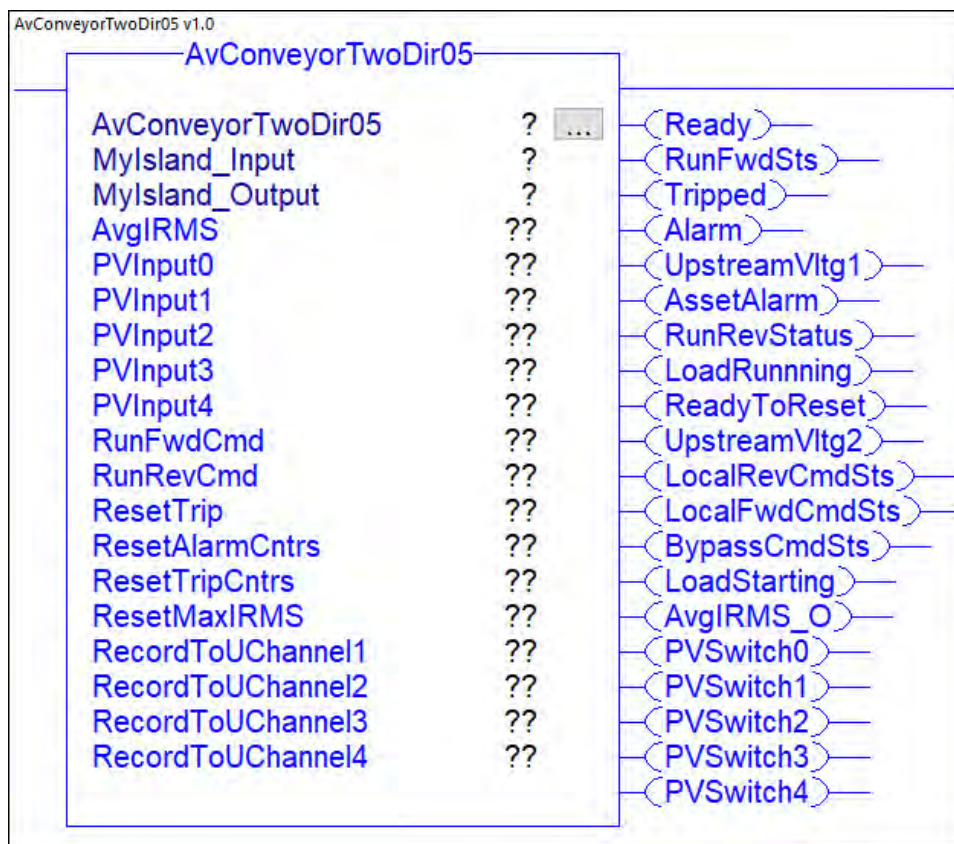 AvConveyorTwoDir05 v1.0
AvConveyorTwoDir05
AvConveyorTwoDir05 ? ... Ready
MyIsland_Input ? RunFwdSts
MyIsland_Output ? Tripped
AvgIRMS ?? Alarm
PVInput0 ?? UpstreamVltg1
PVInput1 ?? AssetAlarm
PVInput2 ?? RunRevStatus
PVInput3 ?? LoadRunnning
PVInput4 ?? ReadyToReset
RunFwdCmd ?? UpstreamVltg2
RunRevCmd ?? LocalRevCmdSts
ResetTrip ?? LocalFwdCmdSts
ResetAlarmCntrs ?? BypassCmdSts
ResetTripCntrs ?? LoadStarting
ResetMaxIRMS ?? AvgIRMS_O
RecordToUChannel1 ?? PVSwitch0
RecordToUChannel2 ?? PVSwitch1
RecordToUChannel3 ?? PVSwitch2
RecordToUChannel4 ?? PVSwitch3
PVSwitch4